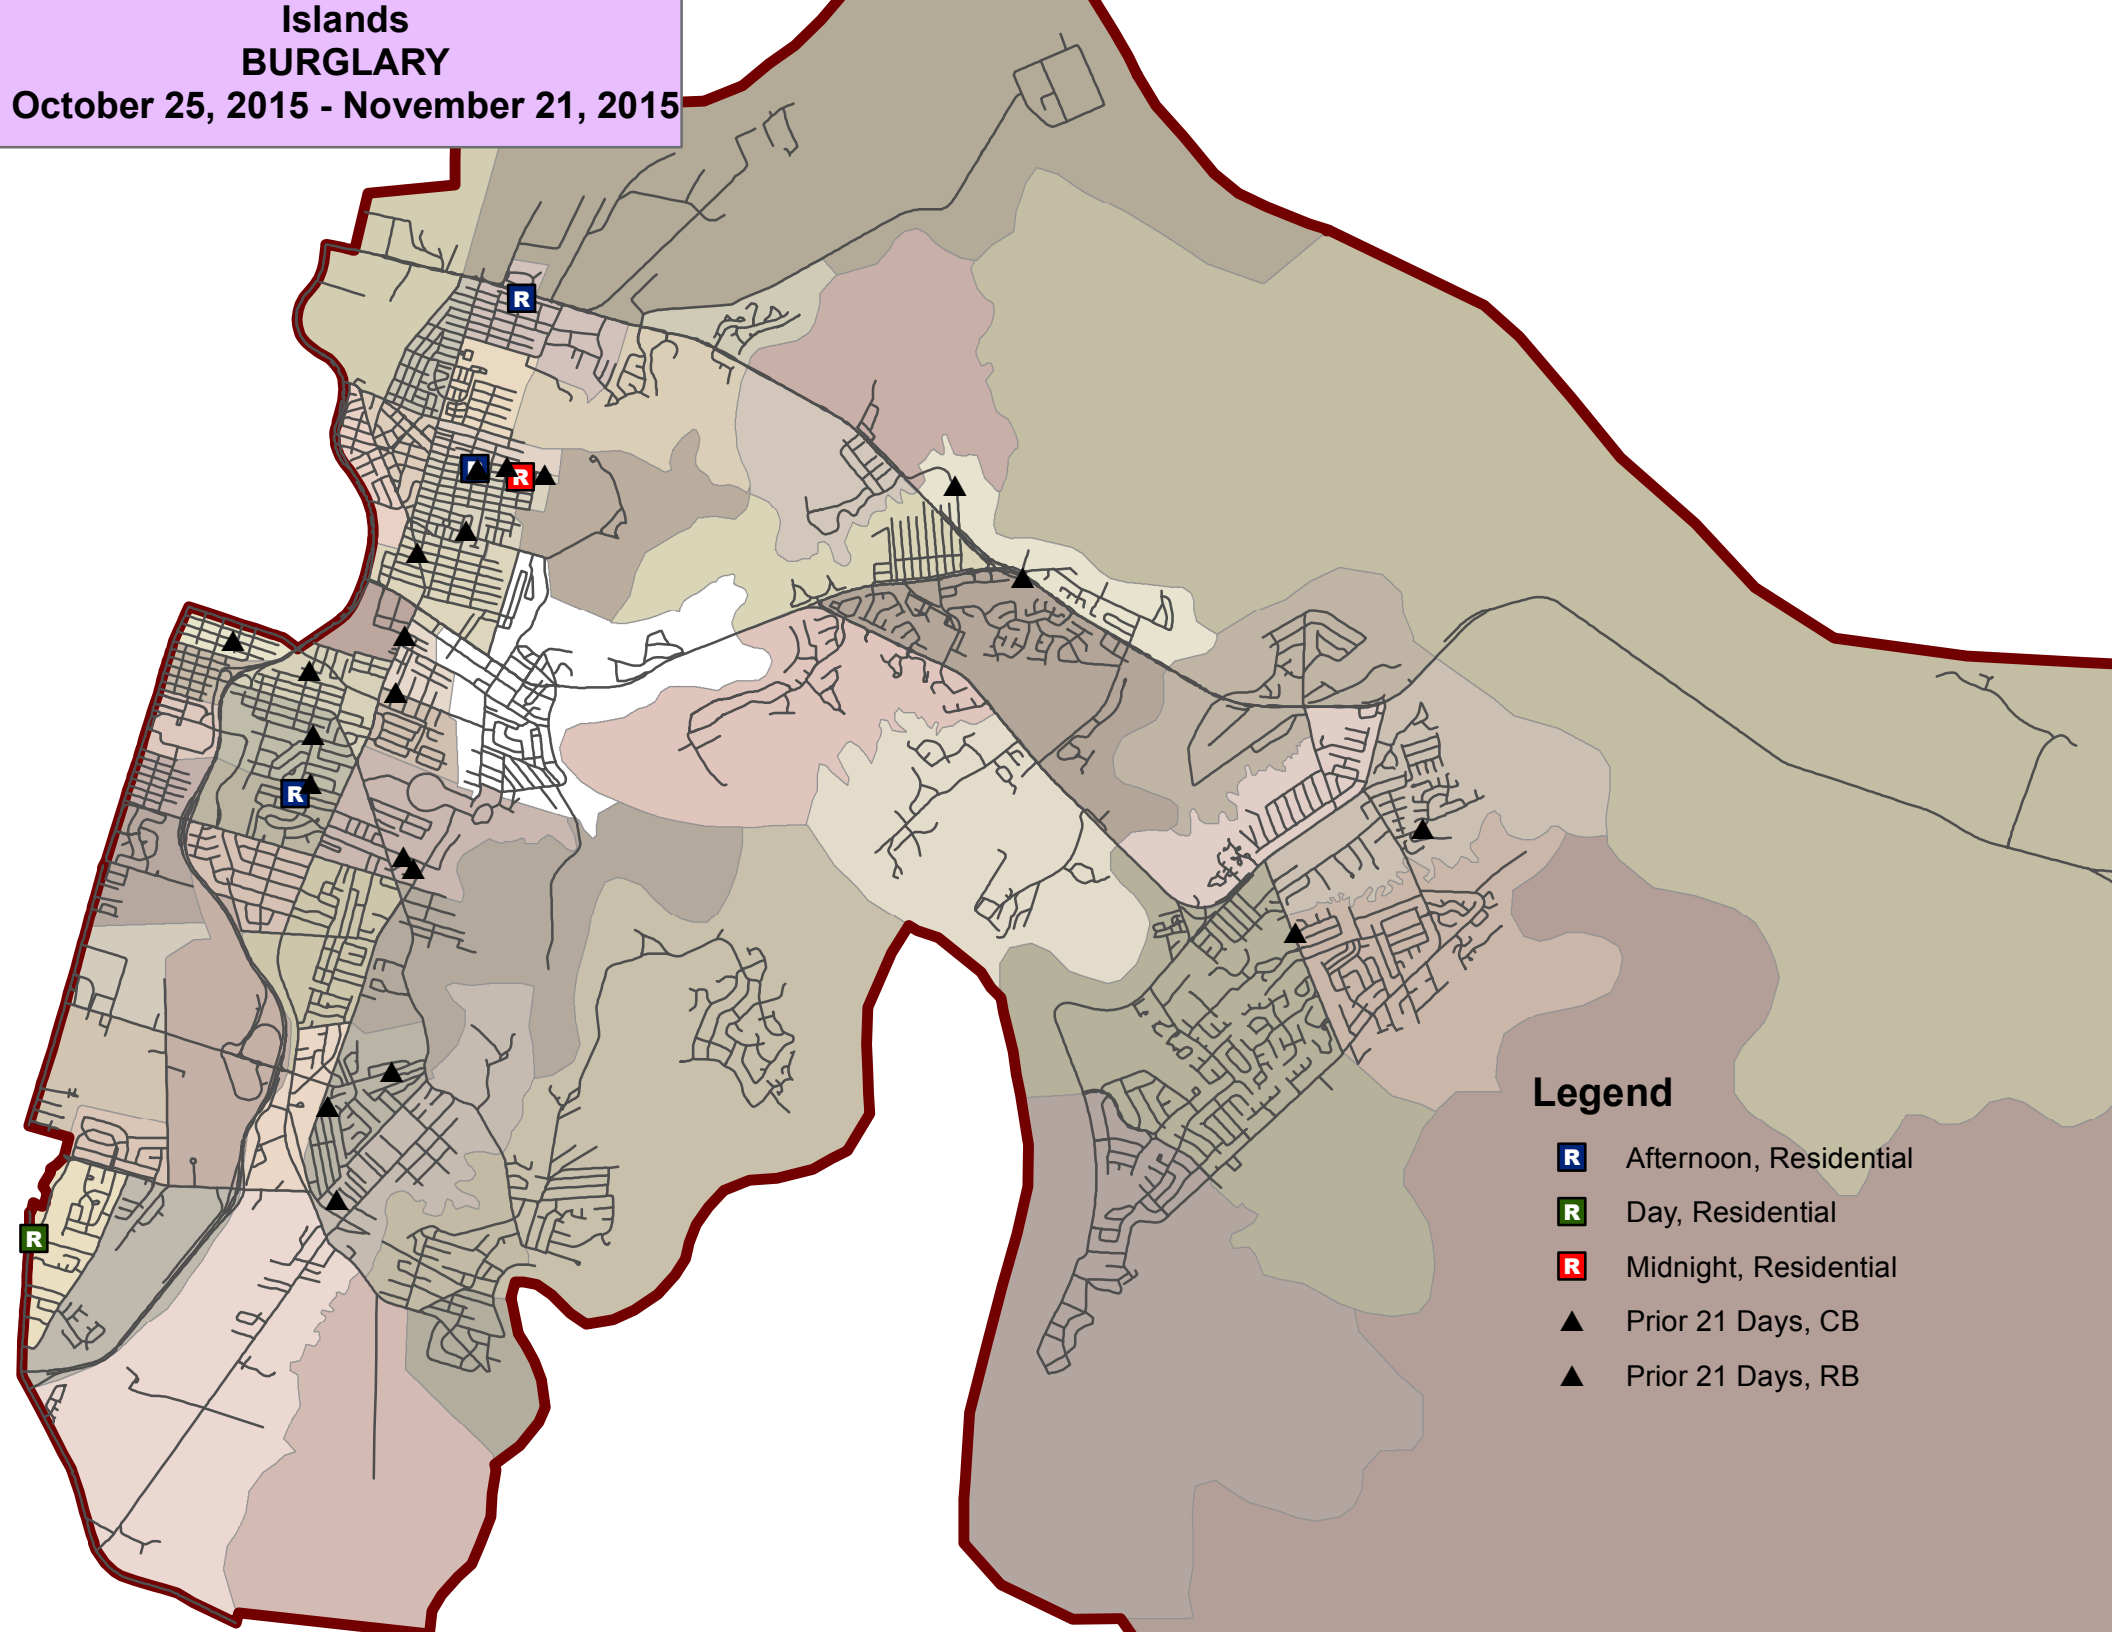 Islands
BURGLARY
October 25, 2015 - November 21, 2015
R
R
R
R
R
Legend
R Afternoon, Residential
R Day, Residential
R Midnight, Residential
Prior 21 Days, CB
Prior 21 Days, RB